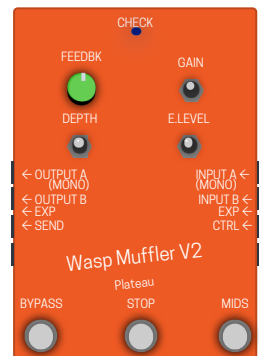 CHECK
FEEDBK
GAIN
DEPTH
E.LEVEL
← OUTPUT A
(MONO)
← OUTPUT B
← EXP
← SEND
INPUT A ←
(MONO)
INPUT B ←
EXP ←
CTRL ←
Wasp Muffler V2
Plateau
BYPASS
STOP
MIDS